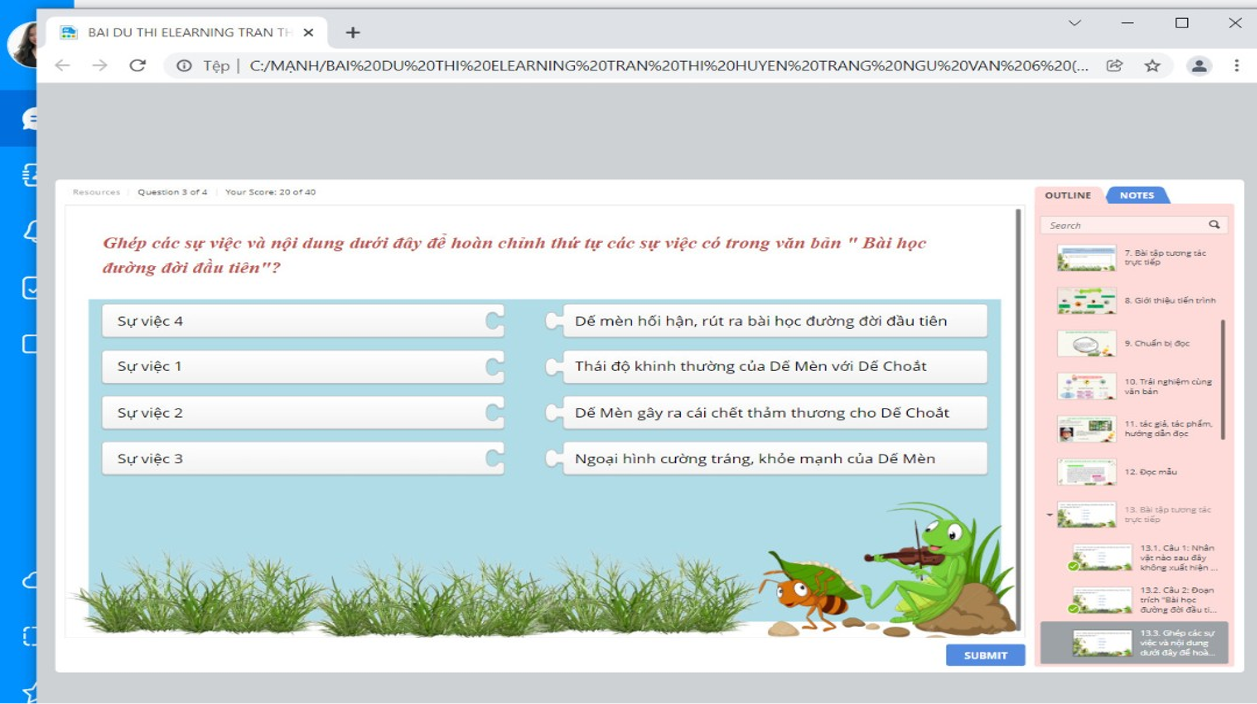 BAI DU THI ELEARNING TRAN TH
Tệp | C:/MẠNH/BAI%20DU%20THI%20ELEARNING%20TRAN%20THI%20HUYEN%20TRANG%20NGU%20VAN%206%20(...
Resources | Question 3 of 4 | Your Score: 20 of 40
Ghép các sự việc và nội dung dưới đây để hoàn chỉnh thứ tự các sự việc có trong văn bản " Bài học
đường đời đầu tiên"?
Sự việc 4
Dế mèn hối hận, rút ra bài học đường đời đầu tiên
Sự việc 1
Thái độ khinh thường của Dế Mèn với Dế Choắt
Sự việc 2
Dế Mèn gây ra cái chết thảm thương cho Dế Choắt
Sự việc 3
Ngoại hình cường tráng, khỏe mạnh của Dế Mèn
SUBMIT
OUTLINE
NOTES
Search
7. Bài tập tương tác
trực tiếp
8. Giới thiệu tiến trình
9. Chuẩn bị đọc
10. Trải nghiệm cùng
văn bản
11. tác giả, tác phẩm,
hướng dẫn đọc
12. Đọc mẫu
13. Bài tập tương tác
trực tiếp
13.1. Câu 1: Nhân
vật nào sau đây
không xuất hiện ...
13.2. Câu 2: Đoạn
trích "Bài học
đường đời đầu ti...
13.3. Ghép các sự
việc và nội dung
dưới đây để hoà...